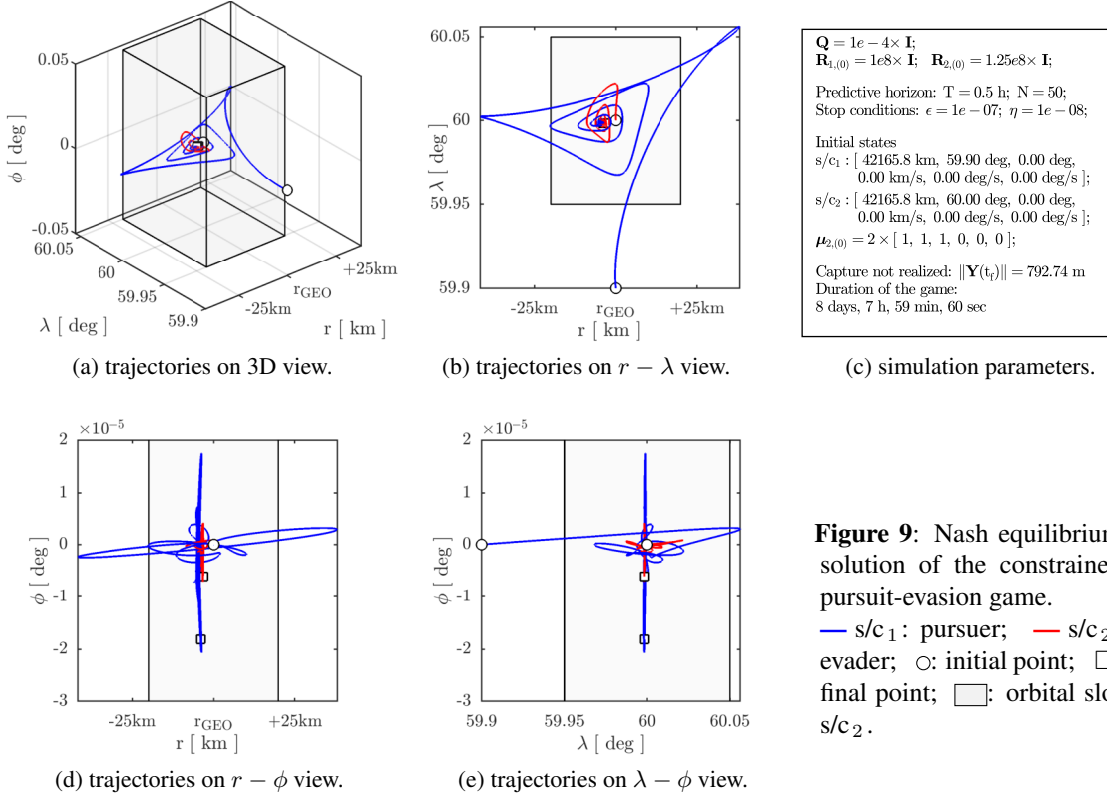 0.05
0
-0.05
ϕ [ deg]
60.05
60
59.95
59.9
λ [ deg]
-25km
r_GEO
+25km
r [ km]
(a) trajectories on 3D view.
60.05
60
59.95
59.9
λ [ deg]
-25km r_GEO +25km
r [ km]
(b) trajectories on r − λ view.
Q = 1e − 4× I;
R_{1,(0)} = 1e8× I; R_{2,(0)} = 1.25e8× I;
Predictive horizon: T = 0.5 h; N = 50;
Stop conditions: ϵ = 1e − 07; η = 1e − 08;
Initial states
s/c_1 : [ 42165.8 km, 59.90 deg, 0.00 deg,
0.00 km/s, 0.00 deg/s, 0.00 deg/s ];
s/c_2 : [ 42165.8 km, 60.00 deg, 0.00 deg,
0.00 km/s, 0.00 deg/s, 0.00 deg/s ];
μ_{2,(0)} = 2 × [ 1, 1, 1, 0, 0, 0 ];
Capture not realized: ‖Y(t_f)‖ = 792.74 m
Duration of the game:
8 days, 7 h, 59 min, 60 sec
(c) simulation parameters.
×10^{-5}
2
1
0
-1
-2
-3
ϕ [ deg]
-25km r_GEO +25km
r [ km]
(d) trajectories on r − ϕ view.
×10^{-5}
2
1
0
-1
-2
-3
ϕ [ deg]
59.9 59.95 60 60.05
λ [ deg]
(e) trajectories on λ − ϕ view.
Figure 9: Nash equilibrium
solution of the constraine
pursuit-evasion game.
s/c_1: pursuer; s/c_2
evader; ○: initial point; □
final point; : orbital slo
s/c_2.